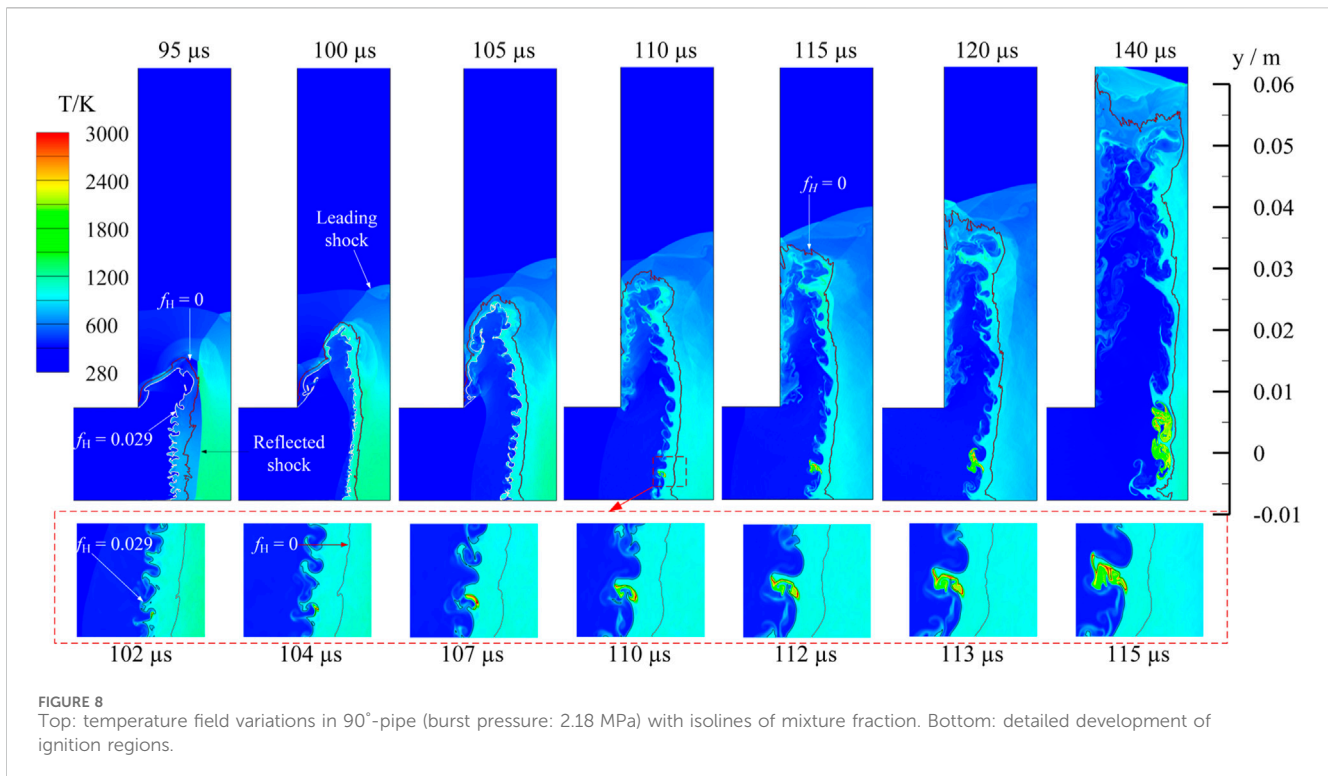 95 µs 100 µs 105 µs 110 µs 115 µs 120 µs 140 µs y / m
T/K
3000
2400
1800
1200
600
280
0.06
0.05
0.04
0.03
0.02
0.01
0
-0.01
Leading
shock
fH = 0
fH = 0
fH = 0.029
Reflected
shock
fH = 0.029
fH = 0
102 µs 104 µs 107 µs 110 µs 112 µs 113 µs 115 µs
FIGURE 8
Top: temperature field variations in 90°-pipe (burst pressure: 2.18 MPa) with isolines of mixture fraction. Bottom: detailed development of
ignition regions.